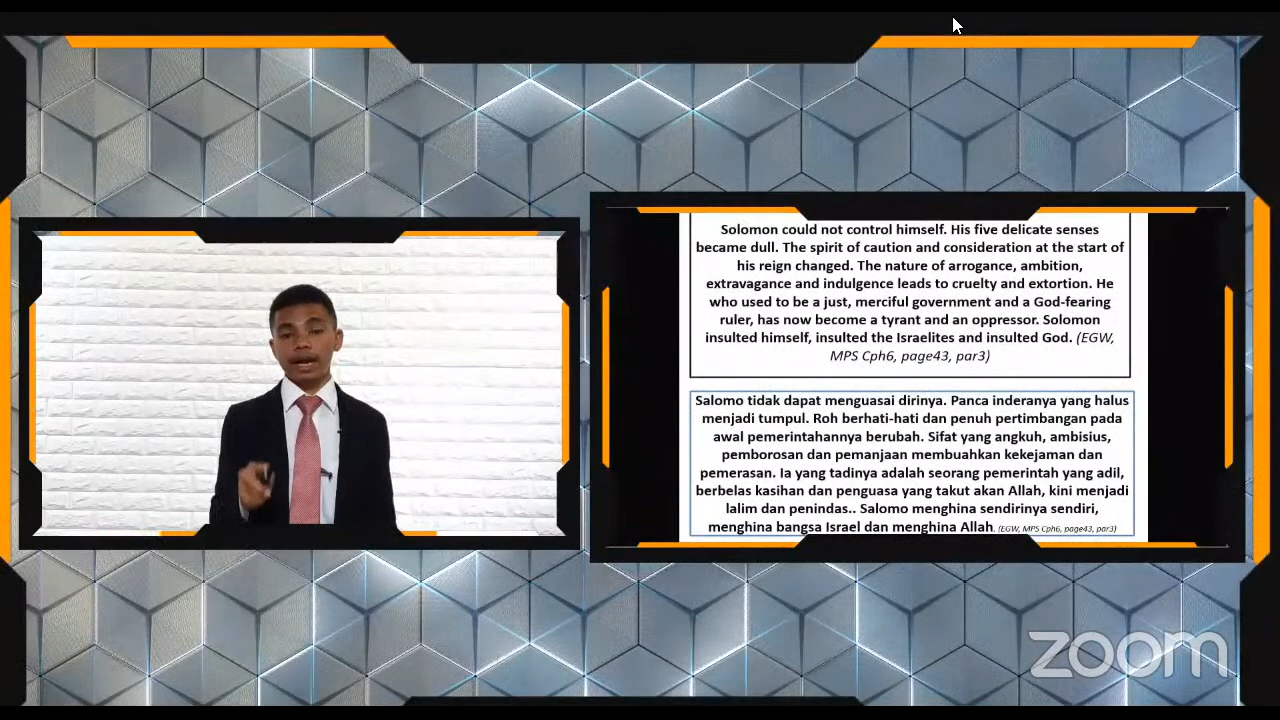 Solomon could not control himself. His five delicate senses
became dull. The spirit of caution and consideration at the start of
his reign changed. The nature of arrogance, ambition,
extravagance and indulgence leads to cruelty and extortion. He
who used to be a just, merciful government and a God-fearing
ruler, has now become a tyrant and an oppressor. Solomon
insulted himself, insulted the Israelites and insulted God. (EGW,
MPS Cph6, page43, par3)
Salomo tidak dapat menguasai dirinya. Panca inderanya yang halus
menjadi tumpul. Roh berhati-hati dan penuh pertimbangan pada
awal pemerintahannya berubah. Sifat yang angkuh, ambisius,
pemborosan dan pemanjaan membuahkan kekejaman dan
pemerasan. Ia yang tadinya adalah seorang pemerintah yang adil,
berbelas kasihan dan penguasa yang takut akan Allah, kini menjadi
lalim dan penindas.. Salomo menghina sendirinya sendiri,
menghina bangsa Israel dan menghina Allah. (EGW, MPS Cph6, page43, par3)
zoom